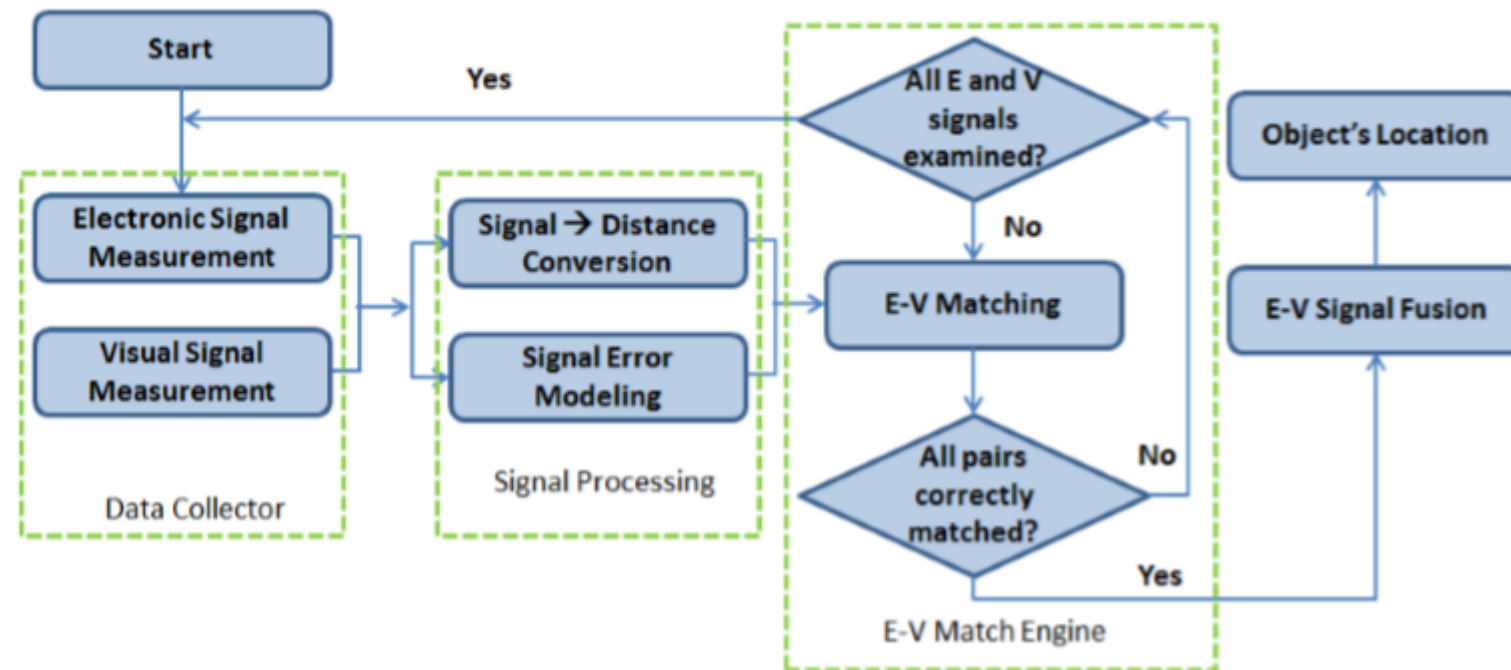 Start
Yes
All E and V
signals
examined?
Object's Location
Electronic Signal
Measurement
Signal → Distance
Conversion
No
E-V Matching
E-V Signal Fusion
Visual Signal
Measurement
Signal Error
Modeling
All pairs
correctly
matched?
No
Signal Processing
Data Collector
Yes
E-V Match Engine